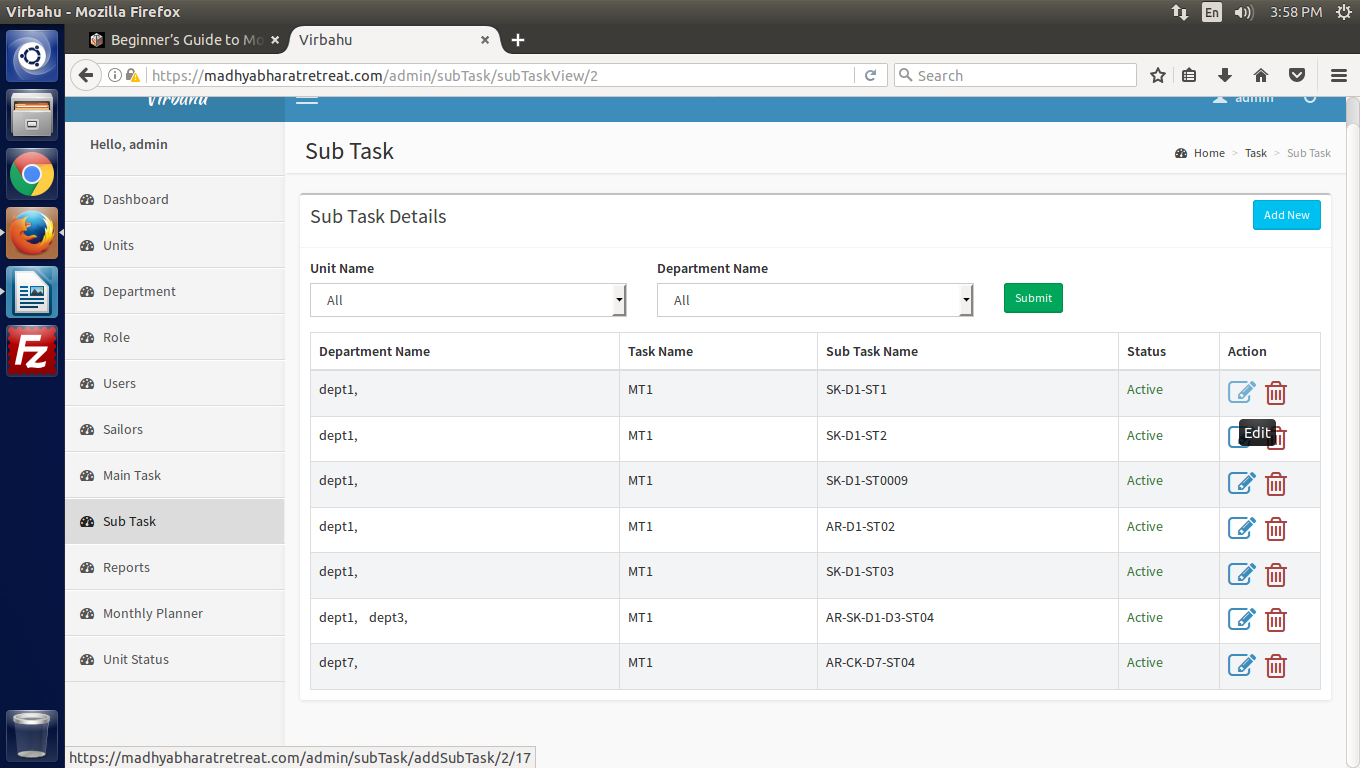 Virbahu - Mozilla Firefox
En
3:58 PM
Beginner's Guide to Mo
Virbahu
https://madhyabharatretreat.com/admin/subTask/subTaskView/2
Search
Virbahu
admin
Hello, admin
Dashboard
Units
Department
Role
Users
Sailors
Main Task
Sub Task
Reports
Monthly Planner
Unit Status
Sub Task
Home > Task > Sub Task
Sub Task Details
Add New
Unit Name
Department Name
All
All
Submit
Department Name Task Name Sub Task Name Status Action
dept1, MT1 SK-D1-ST1 Active
dept1, MT1 SK-D1-ST2 Active
Edit
dept1, MT1 SK-D1-ST0009 Active
dept1, MT1 AR-D1-ST02 Active
dept1, MT1 SK-D1-ST03 Active
dept1, dept3, MT1 AR-SK-D1-D3-ST04 Active
dept7, MT1 AR-CK-D7-ST04 Active
https://madhyabharatretreat.com/admin/subTask/addSubTask/2/17
FZ